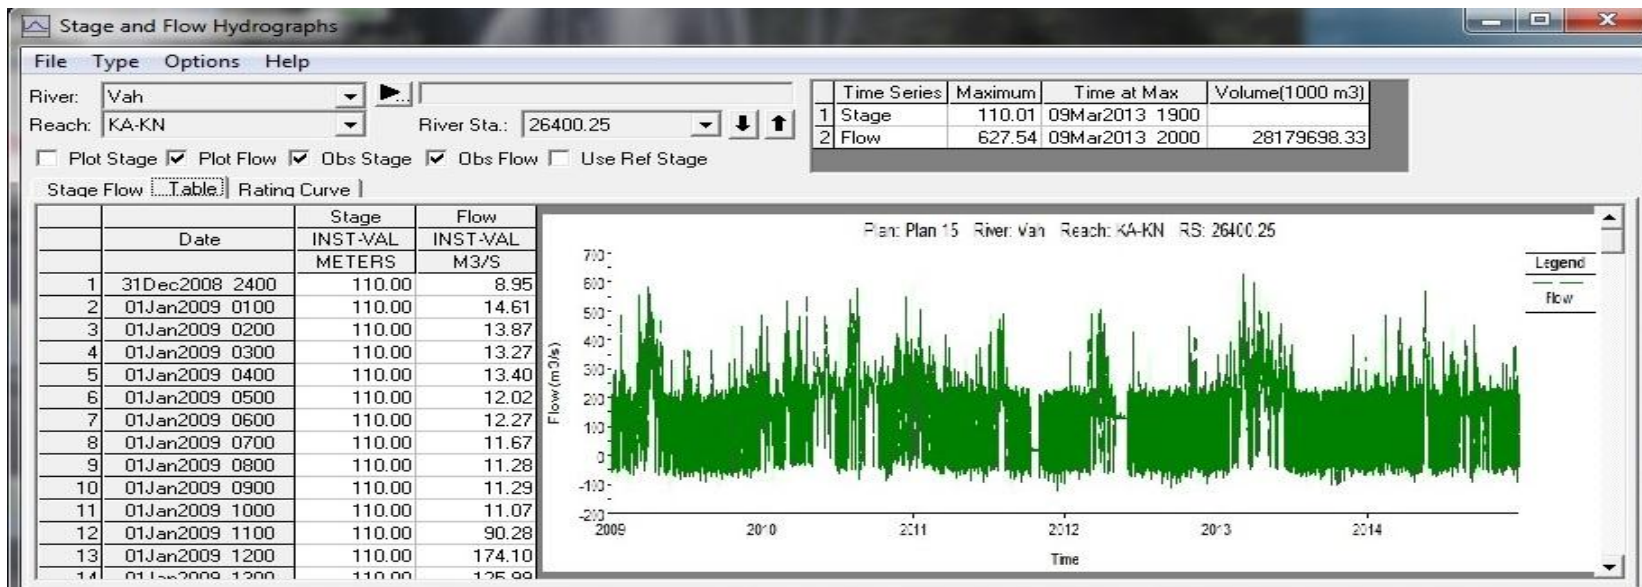 Stage and Flow Hydrographs
File Type Options Help
River: Vah
Reach: KA-KN River Sta.: 26400.25
Plot Stage Plot Flow Obs Stage Obs Flow Use Ref Stage
Time Series Maximum Time at Max Volume(1000 m3)
1 Stage 110.01 09Mar2013 1900
2 Flow 627.54 09Mar2013 2000 28179698.33
Stage Flow Table Rating Curve
Stage Flow
Date INST-VAL INST-VAL
METERS M3/S
1 31Dec2008 2400 110.00 8.95
2 01Jan2009 0100 110.00 14.61
3 01Jan2009 0200 110.00 13.87
4 01Jan2009 0300 110.00 13.27
5 01Jan2009 0400 110.00 13.40
6 01Jan2009 0500 110.00 12.02
7 01Jan2009 0600 110.00 12.27
8 01Jan2009 0700 110.00 11.67
9 01Jan2009 0800 110.00 11.28
10 01Jan2009 0900 110.00 11.29
11 01Jan2009 1000 110.00 11.07
12 01Jan2009 1100 110.00 90.28
13 01Jan2009 1200 110.00 174.10
14 01Jan2009 1300 110.00 125.99
Plan: Plan 15 River: Vah Reach: KA-KN RS: 26400.25
Legend
Flow
Flow (m3/s)
700
600
500
400
300
200
100
0
-100
-200
2009 2010 2011 2012 2013 2014
Time